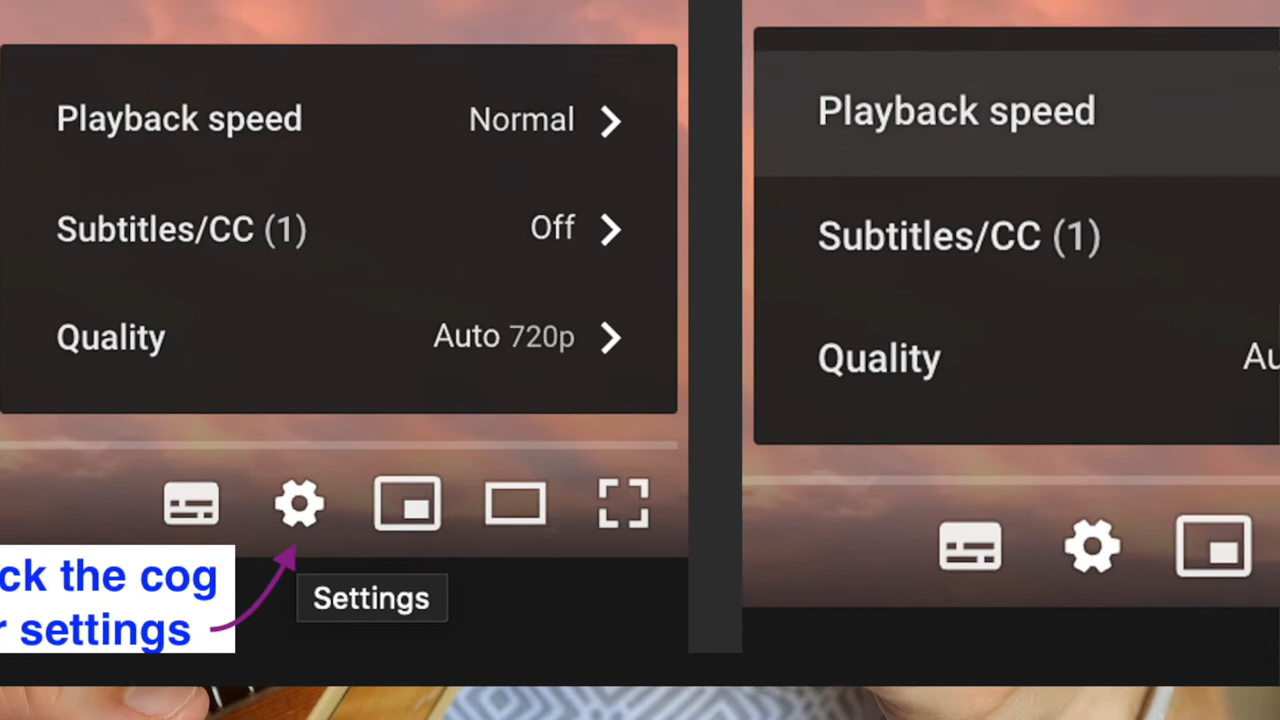 Playback speed Normal
Subtitles/CC (1) Off
Quality Auto 720p
ck the cog
r settings
Settings
Playback speed
Subtitles/CC (1)
Quality Au